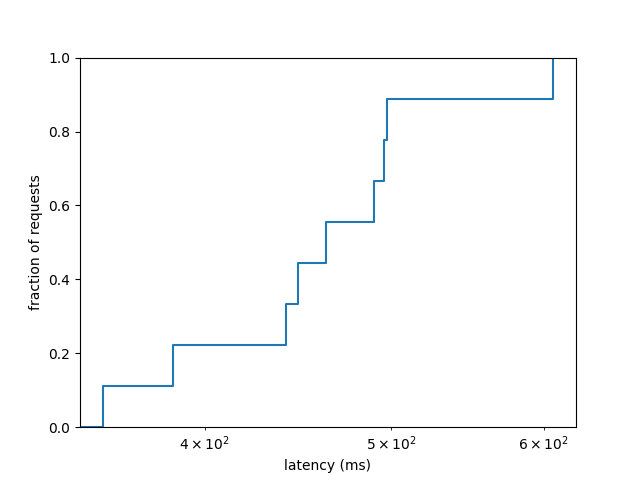 fraction of requests
1.0
0.8
0.6
0.4
0.2
0.0
4 × 10² 5 × 10² 6 × 10²
latency (ms)